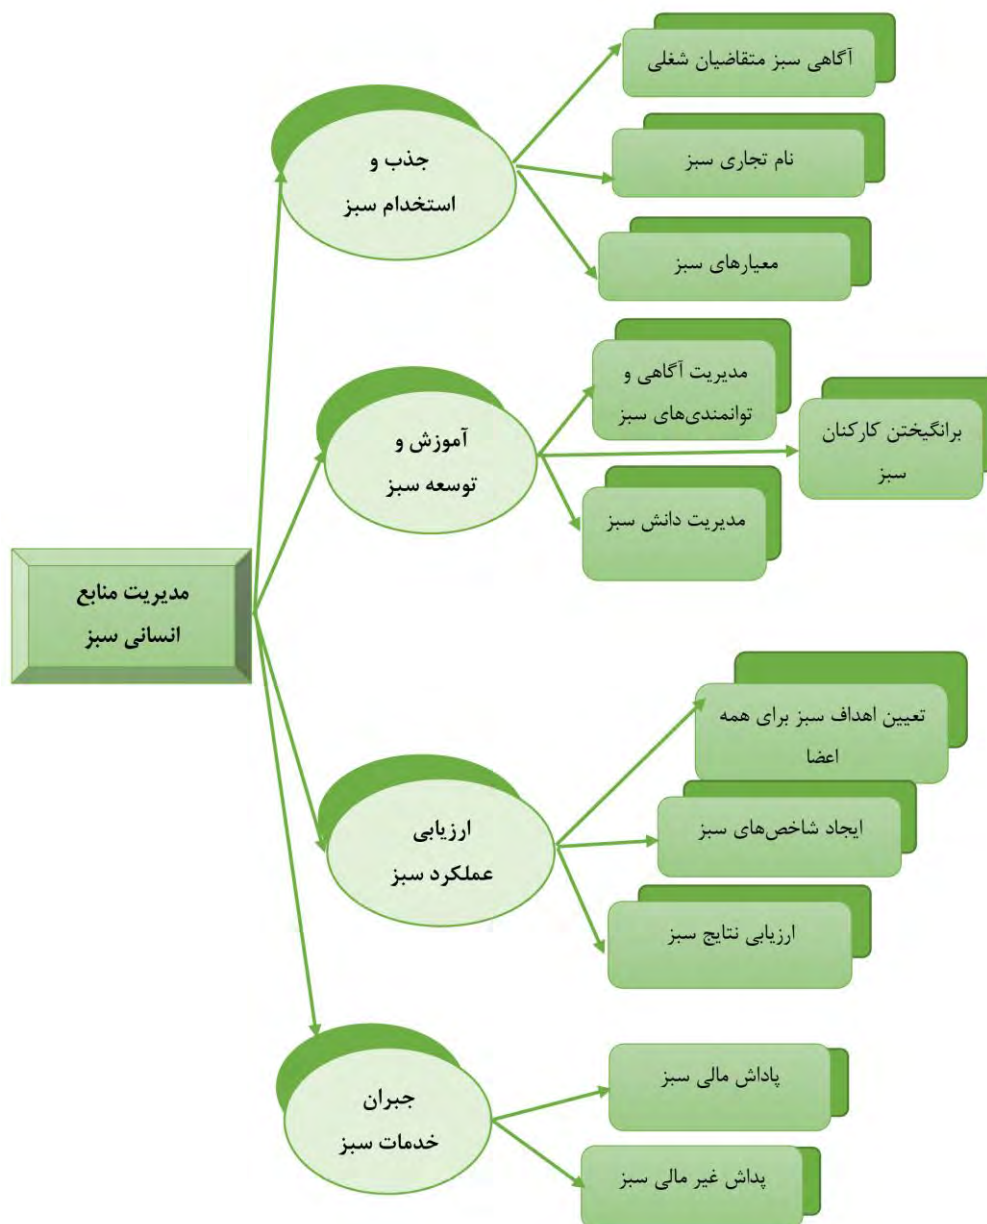 آگاهی سبز متقاضیان شغلی
جذب و
استخدام سبز
نام تجاری سبز
معیارهای سبز
مدیریت آگاهی و
توانمندی‌های سبز
برانگیختن کارکنان
سبز
آموزش و
توسعه سبز
مدیریت دانش سبز
مدیریت منابع
انسانی سبز
تعیین اهداف سبز برای همه
اعضا
ایجاد شاخص‌های سبز
ارزیابی
عملکرد سبز
ارزیابی نتایج سبز
پاداش مالی سبز
جبران
خدمات سبز
پداش غیر مالی سبز